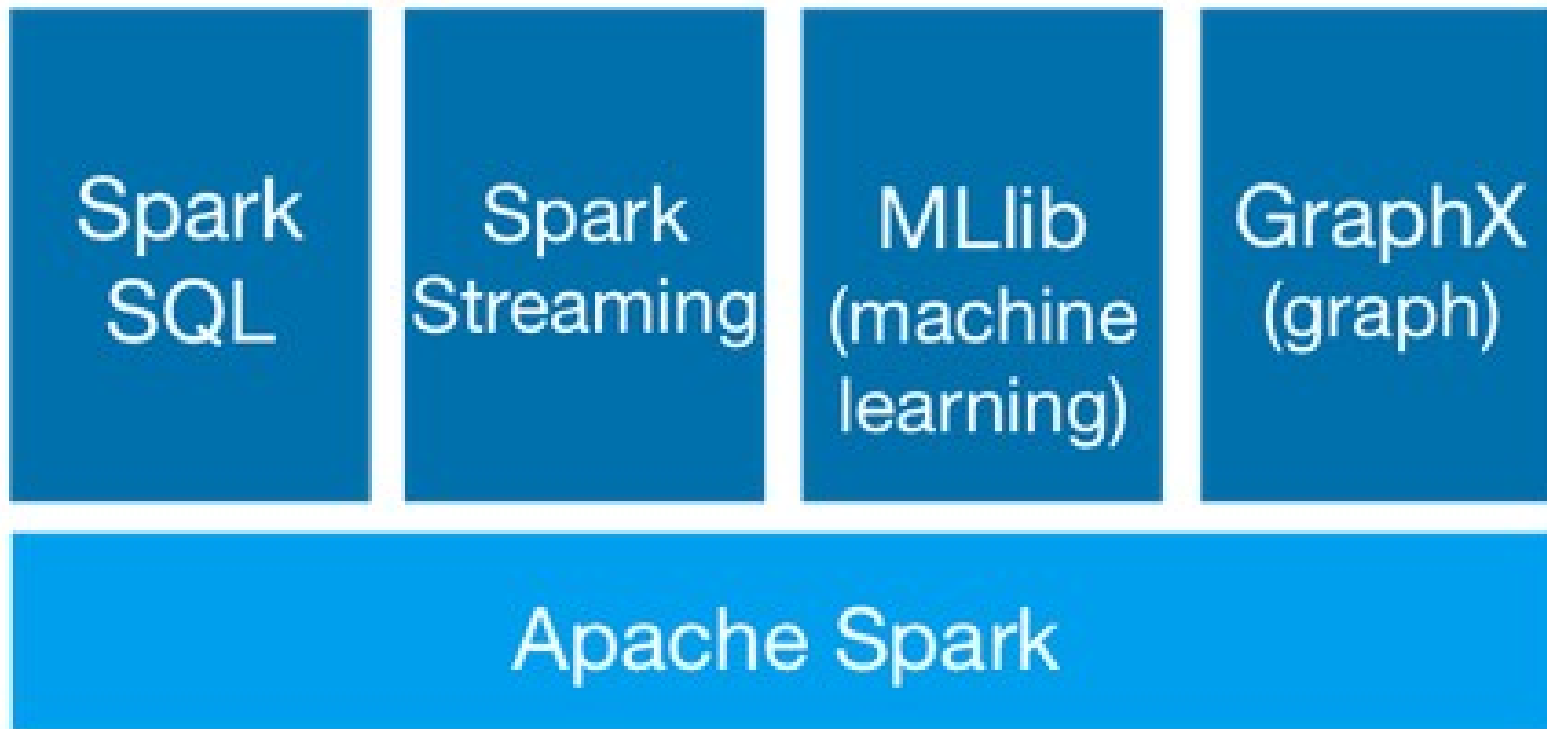 Spark
SQL
Spark
Streaming
MLlib
(machine
learning)
GraphX
(graph)
Apache Spark